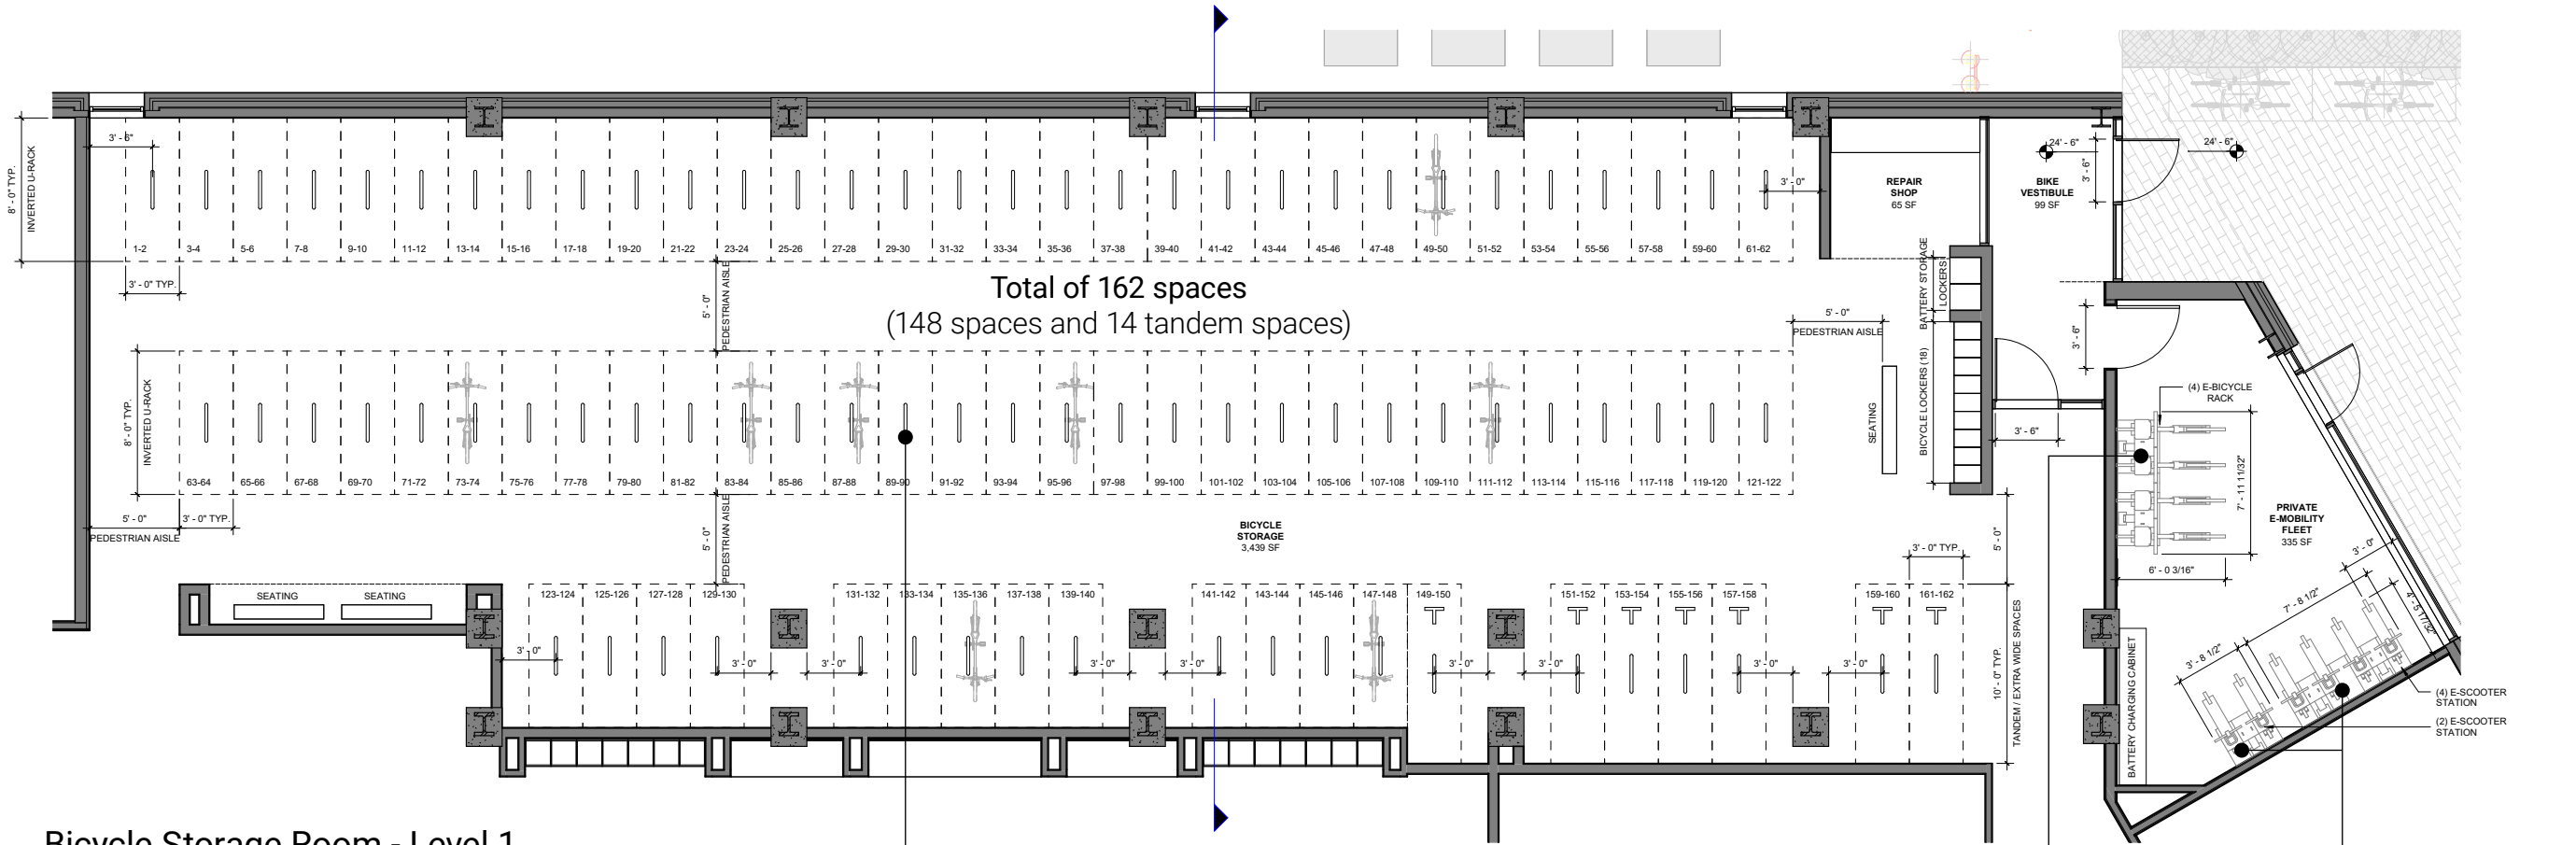 24' - 6"
24' - 6"
3' - 6"
3' - 6"
8' - 0" TYP.
INVERTED U-RACK
3' - 0"
REPAIR
SHOP
65 SF
BIKE
VESTIBULE
99 SF
1-2 3-4 5-6 7-8 9-10 11-12 13-14 15-16 17-18 19-20 21-22 23-24 25-26 27-28 29-30 31-32 33-34 35-36 37-38 39-40 41-42 43-44 45-46 47-48 49-50 51-52 53-54 55-56 57-58 59-60 61-62
3' - 0" TYP.
5' - 0"
PEDESTRIAN AISLE
Total of 162 spaces
(148 spaces and 14 tandem spaces)
5' - 0"
PEDESTRIAN AISLE
BATTERY STORAGE
LOCKERS
BICYCLE LOCKERS (18)
SEATING
3' - 6"
3' - 6"
8' - 0" TYP.
INVERTED U-RACK
63-64 65-66 67-68 69-70 71-72 73-74 75-76 77-78 79-80 81-82 83-84 85-86 87-88 89-90 91-92 93-94 95-96 97-98 99-100 101-102 103-104 105-106 107-108 109-110 111-112 113-114 115-116 117-118 119-120 121-122
(4) E-BICYCLE
RACK
7' - 11 11/32"
PRIVATE
E-MOBILITY
FLEET
335 SF
6' - 0 3/16"
5' - 0"
PEDESTRIAN AISLE
3' - 0" TYP.
5' - 0"
PEDESTRIAN AISLE
BICYCLE
STORAGE
3,439 SF
3' - 0" TYP.
5' - 0"
SEATING
SEATING
123-124 125-126 127-128 129-130 131-132 133-134 135-136 137-138 139-140 141-142 143-144 145-146 147-148 149-150 151-152 153-154 155-156 157-158 159-160 161-162
3' - 0"
3' - 0"
3' - 0"
3' - 0"
3' - 0"
3' - 0"
3' - 0"
3' - 0"
3' - 0"
10' - 0" TYP.
TANDEM / EXTRA WIDE SPACES
BATTERY CHARGING CABINET
3' - 0"
7' - 8 1/2"
4' - 5 11/32"
3' - 8 1/2"
(4) E-SCOOTER
STATION
(2) E-SCOOTER
STATION
Bicycle Storage Room - Level 1